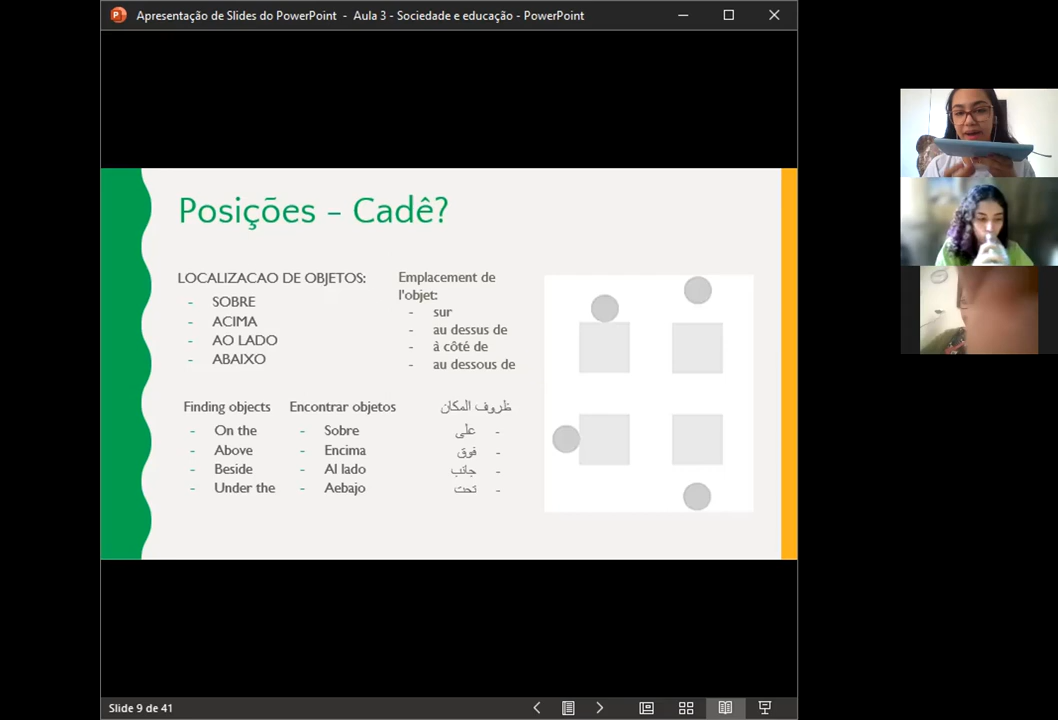 Apresentação de Slides do PowerPoint - Aula 3 - Sociedade e educação - PowerPoint
Posições – Cadê?
LOCALIZACAO DE OBJETOS:
- SOBRE
- ACIMA
- AO LADO
- ABAIXO
Emplacement de
l'objet:
- sur
- au dessus de
- à côté de
- au dessous de
Finding objects
- On the
- Above
- Beside
- Under the
Encontrar objetos
- Sobre
- Encima
- Al lado
- Aebajo
ظروف المكان
- على
- فوق
- جانب
- تحت
Slide 9 de 41